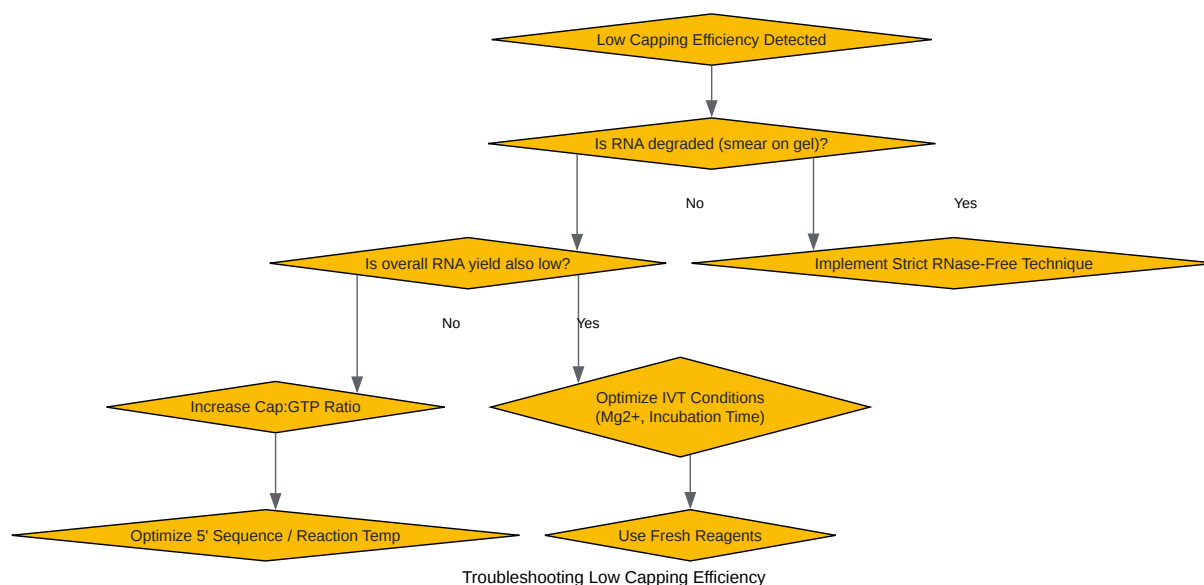 Low Capping Efficiency Detected
Is RNA degraded (smear on gel)?
No
Yes
Is overall RNA yield also low?
Implement Strict RNase-Free Technique
No
Yes
Increase Cap:GTP Ratio
Optimize IVT Conditions
(Mg2+, Incubation Time)
Optimize 5' Sequence / Reaction Temp
Use Fresh Reagents
Troubleshooting Low Capping Efficiency